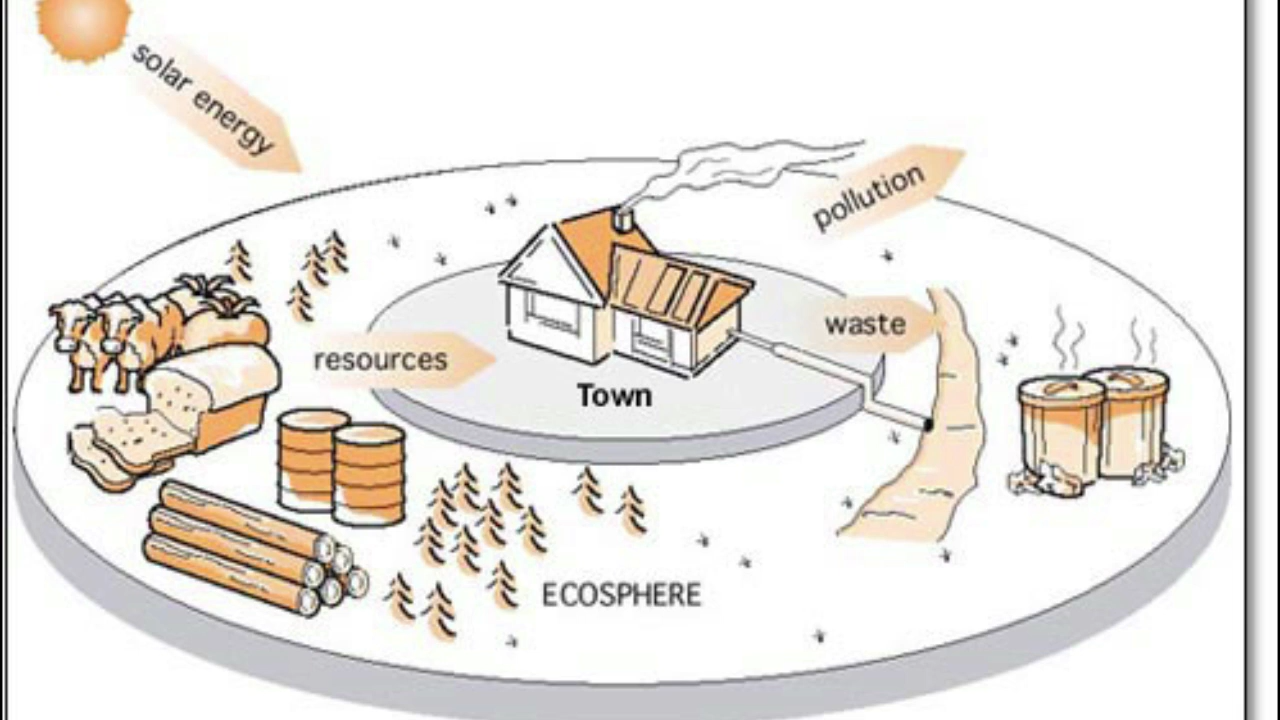 solar energy
pollution
waste
resources
Town
ECOSPHERE